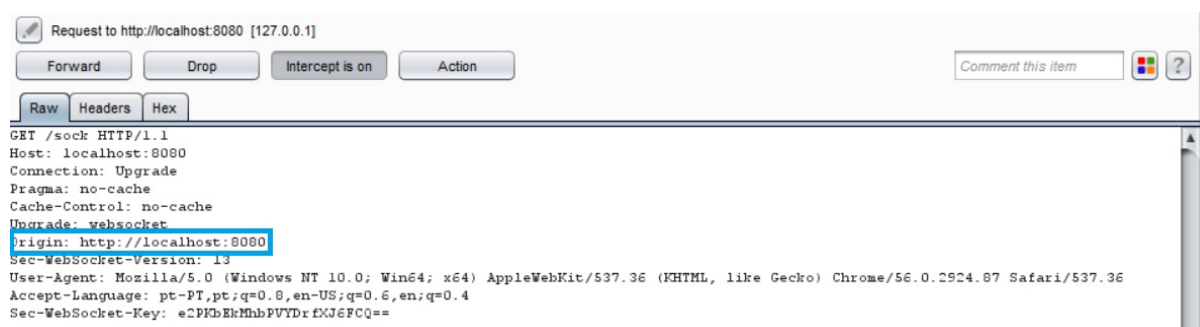 Request to http://localhost:8080 [127.0.0.1]
Forward Drop Intercept is on Action Comment this item ?
Raw Headers Hex
GET /sock HTTP/1.1
Host: localhost:8080
Connection: Upgrade
Pragma: no-cache
Cache-Control: no-cache
Upgrade: websocket
Origin: http://localhost:8080
Sec-WebSocket-Version: 13
User-Agent: Mozilla/5.0 (Windows NT 10.0; Win64; x64) AppleWebKit/537.36 (KHTML, like Gecko) Chrome/56.0.2924.87 Safari/537.36
Accept-Language: pt-PT,pt;q=0.8,en-US;q=0.6,en;q=0.4
Sec-WebSocket-Key: e2PKbEkMhbPVYDrfXJ6FCQ==